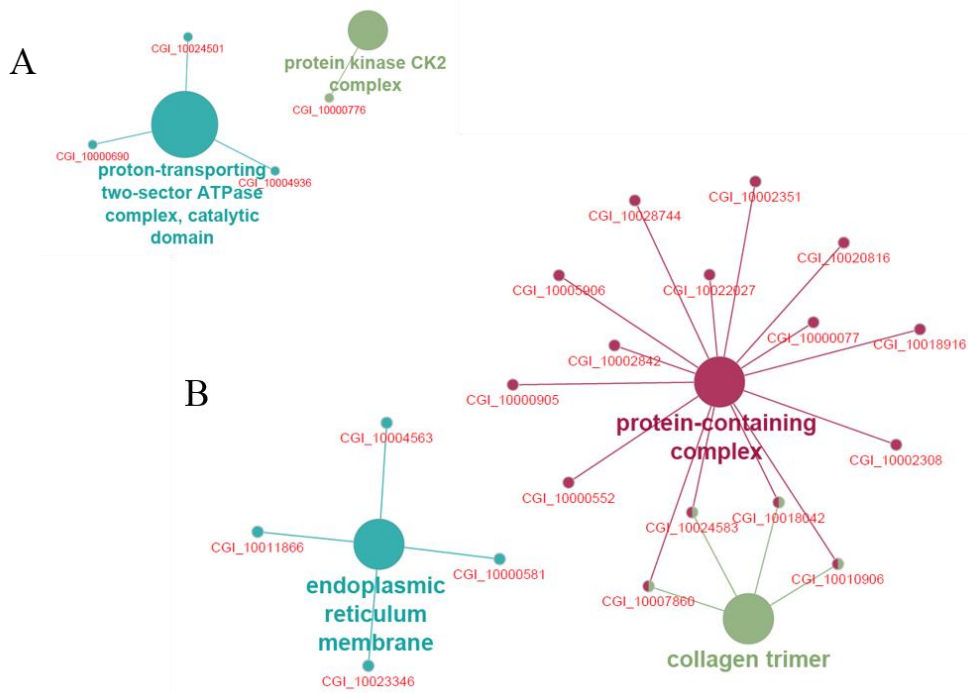 A
CGI_10024501
protein kinase CK2
complex
CGI_10000776
CGI_10000690
CGI_10004936
proton-transporting
two-sector ATPase
complex, catalytic
domain
B
CGI_10002351
CGI_10028744
CGI_10020816
CGI_10005906
CGI_10022027
CGI_10000077
CGI_10018916
CGI_10002842
CGI_10000905
protein-containing
complex
CGI_10002308
CGI_10000552
CGI_10024583
CGI_10018042
CGI_10010906
CGI_10007860
collagen trimer
CGI_10004563
CGI_10011866
CGI_10000581
endoplasmic
reticulum
membrane
CGI_10023346